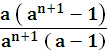 a ( aⁿ⁺¹ − 1)
aⁿ⁺¹ ( a − 1)